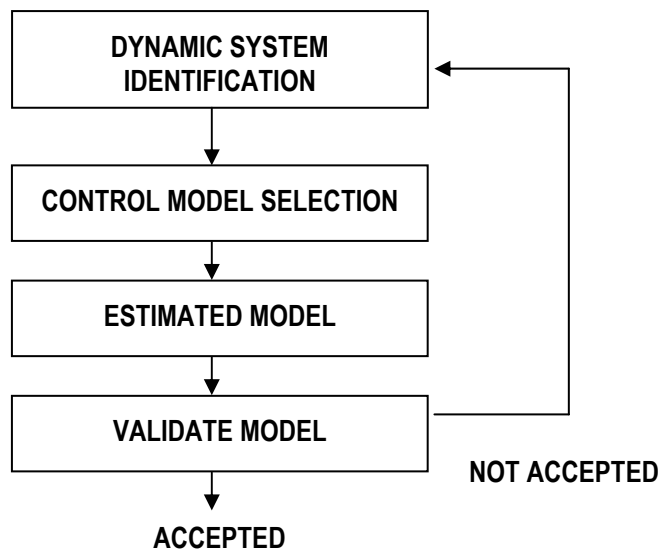 DYNAMIC SYSTEM
IDENTIFICATION
CONTROL MODEL SELECTION
ESTIMATED MODEL
VALIDATE MODEL
NOT ACCEPTED
ACCEPTED